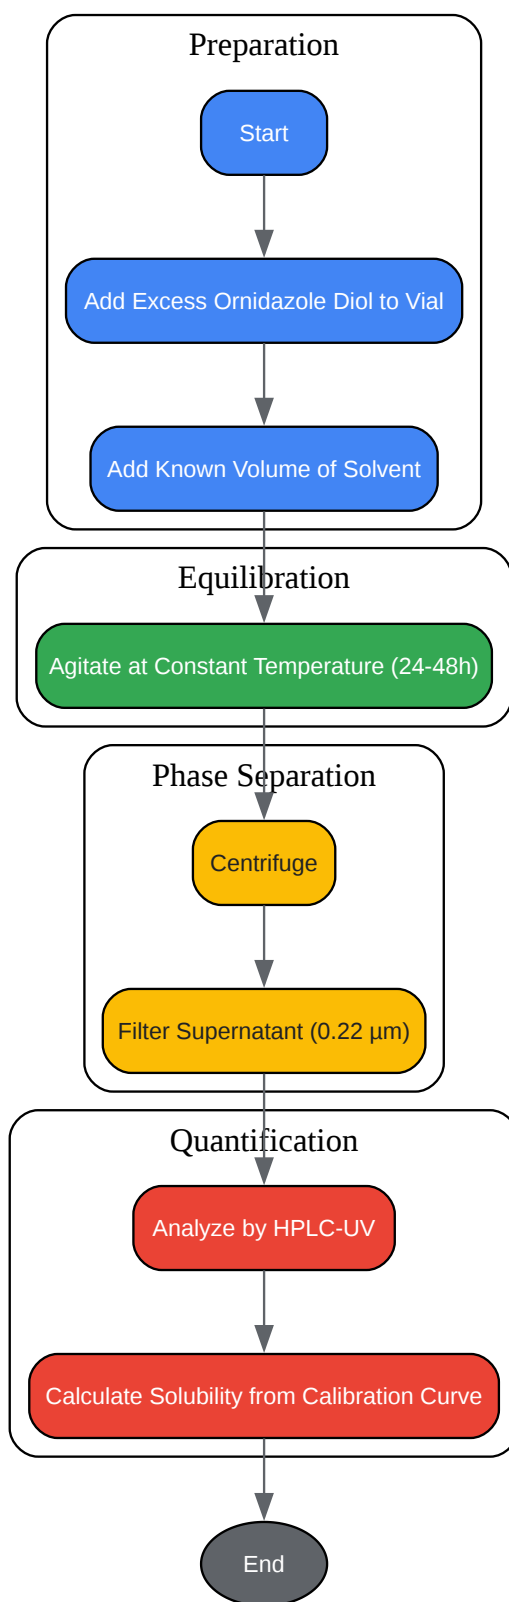 Preparation
Start
Add Excess Ornidazole Diol to Vial
Add Known Volume of Solvent
Equilibration
Agitate at Constant Temperature (24-48h)
Phase Separation
Centrifuge
Filter Supernatant (0.22 µm)
Quantification
Analyze by HPLC-UV
Calculate Solubility from Calibration Curve
End